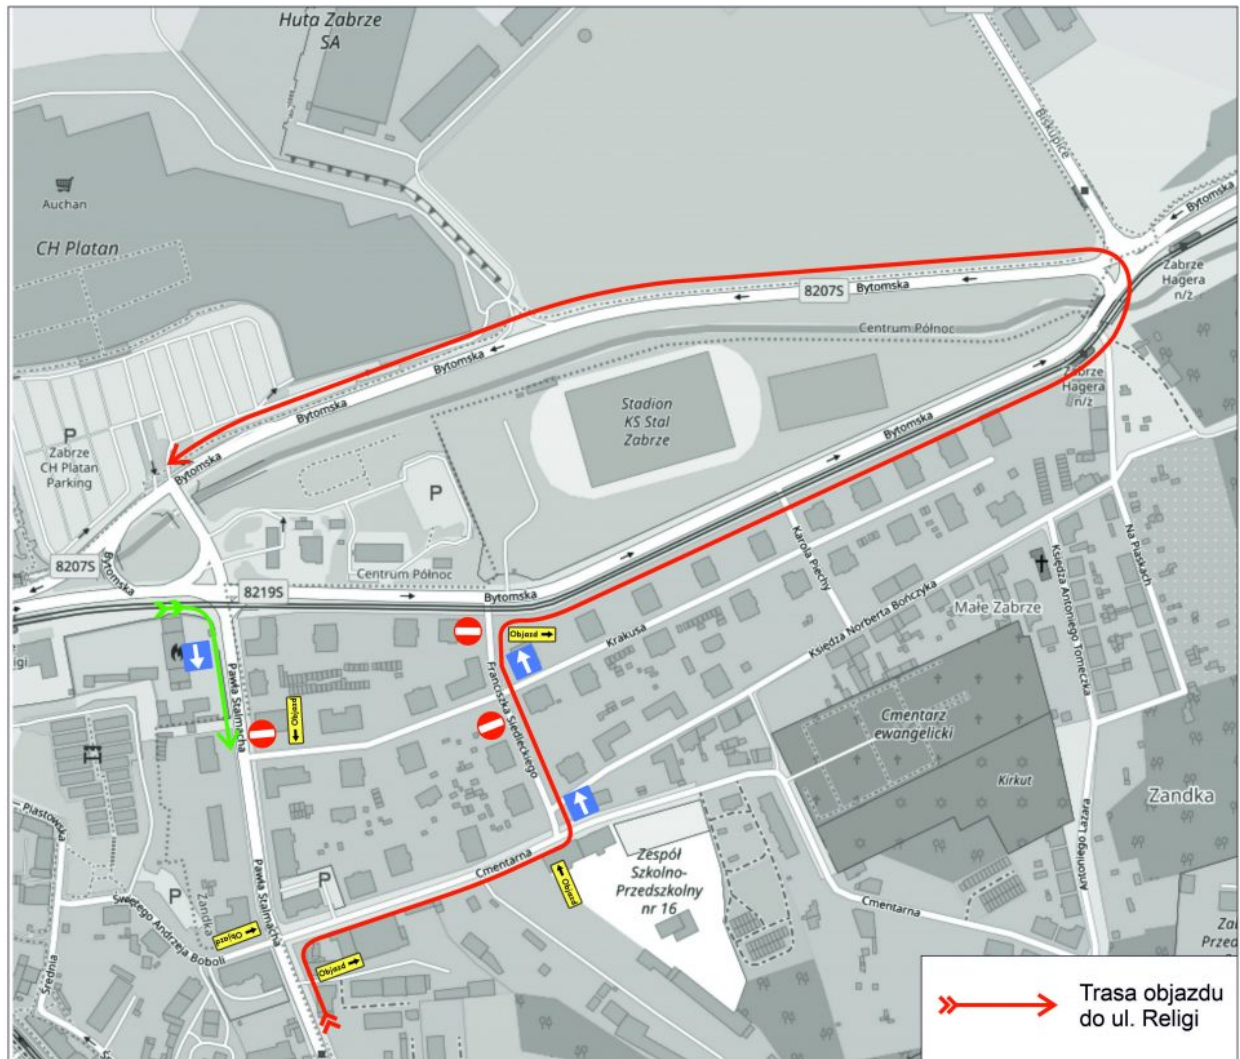 Huta Zabrze
SA
Biskupice
Bytomska
Auchan
CH Platan
Zabrze
Hagera
n/ż
8207S
Bytomska
Centrum Północ
Bytomska
Bytomska
Zabrze
Hagera
n/ż
Stadion
KS Stal
Zabrze
Bytomska
P
Zabrze
CH Platan
Parking
Bytomska
P
Karola Piechy
Na Piaskach
8207S
Bytomska
Centrum Północ
8219S
Bytomska
Księdza Antoniego Tomeczka
Księdza Norberta Bończyka
Małe Zabrze
Objazd
Krakusa
igi
Pawła Stalmacha
Franciszka Siedleckiego
Objazd
Cmentarz
ewangelicki
Kirkut
Zandka
Piastowska
Antoniego Lazara
Zespół
Szkolno-
Przedszkolny
nr 16
Cmentarna
Objazd
P
P
Pawła Stalmacha
Zandka
Świętego Andrzeja Boboli
Objazd
Cmentarna
Średnia
Objazd
Przed
Trasa objazdu
do ul. Religi